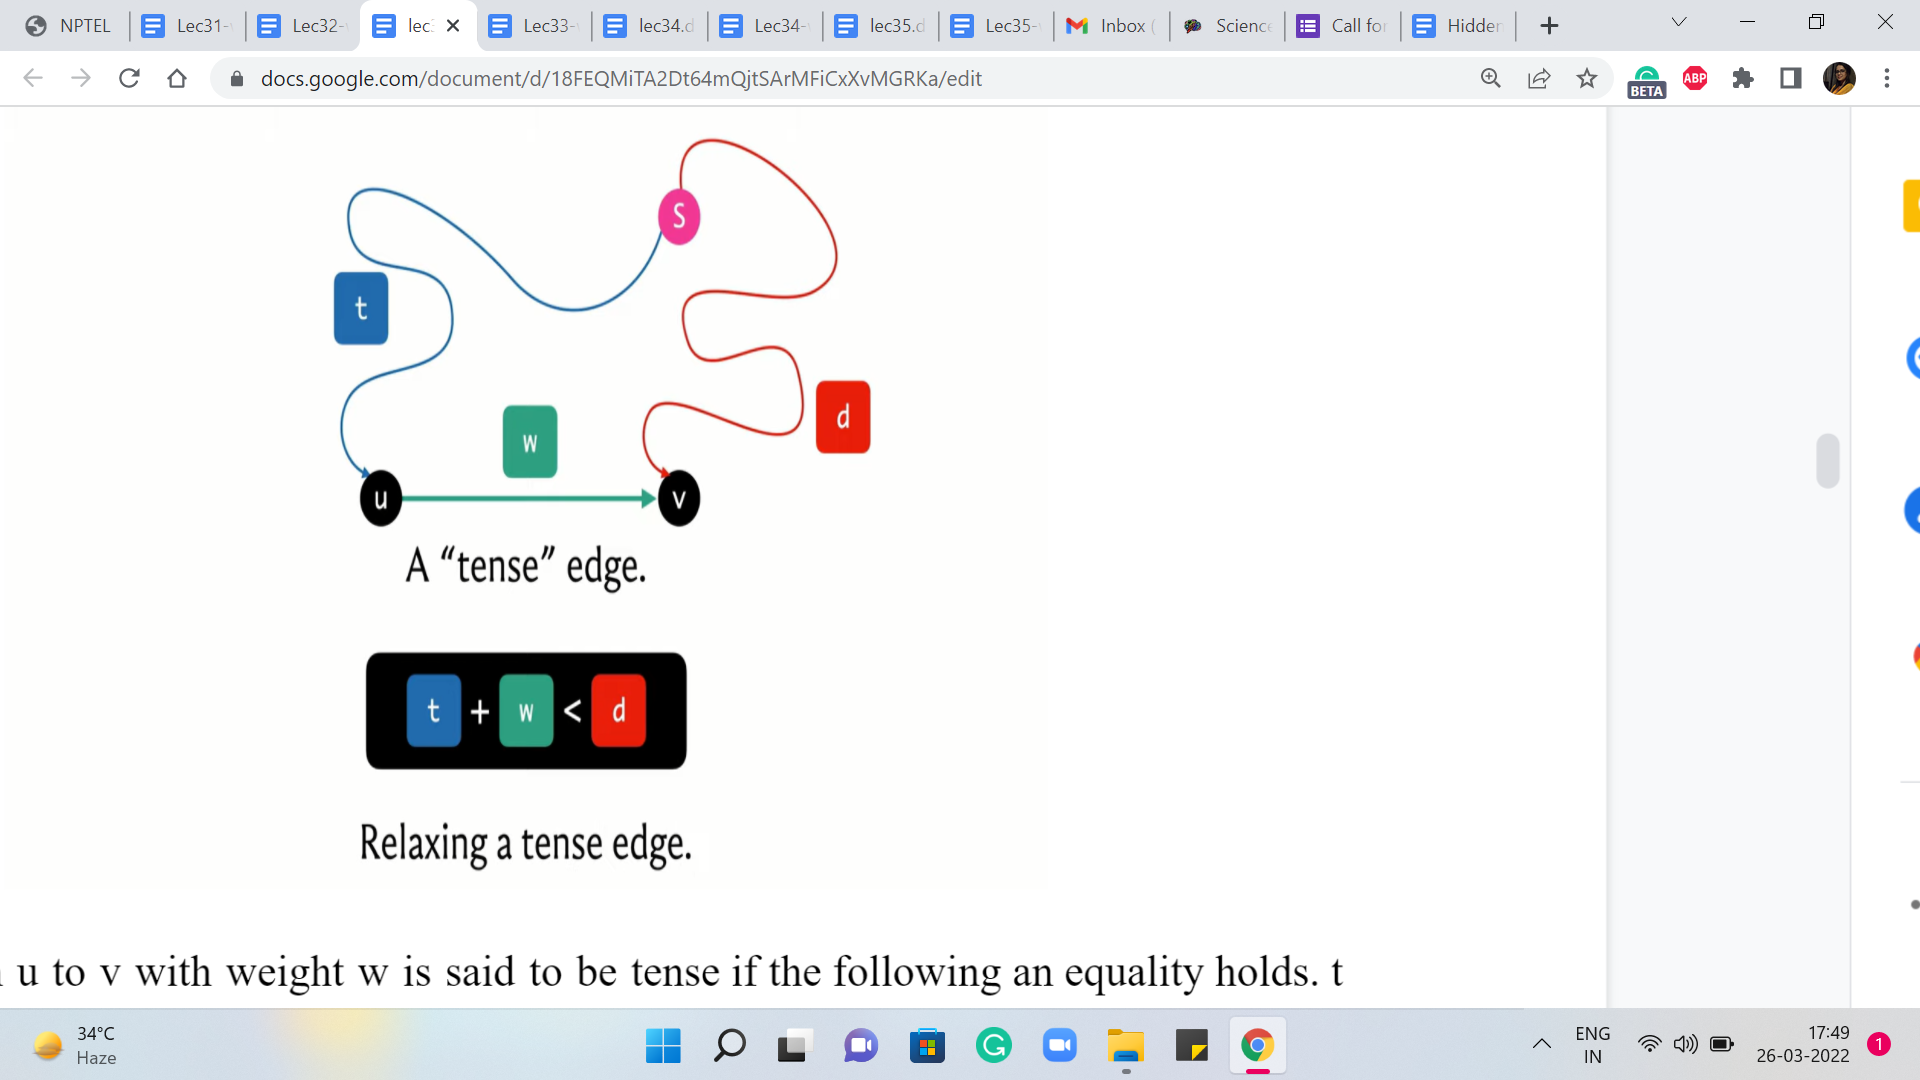 NPTEL Lec31- Lec32- lec Lec33- lec34.d Lec34- lec35.d Lec35- Inbox ( Science Call for Hidden
docs.google.com/document/d/18FEQMiTA2Dt64mQjtSArMFiCxXvMGRKa/edit
ABP
BETA
S
t
d
w
u v
A “tense” edge.
t + w < d
Relaxing a tense edge.
u to v with weight w is said to be tense if the following an equality holds. t
34°C
Haze
ENG
IN
17:49
26-03-2022
1